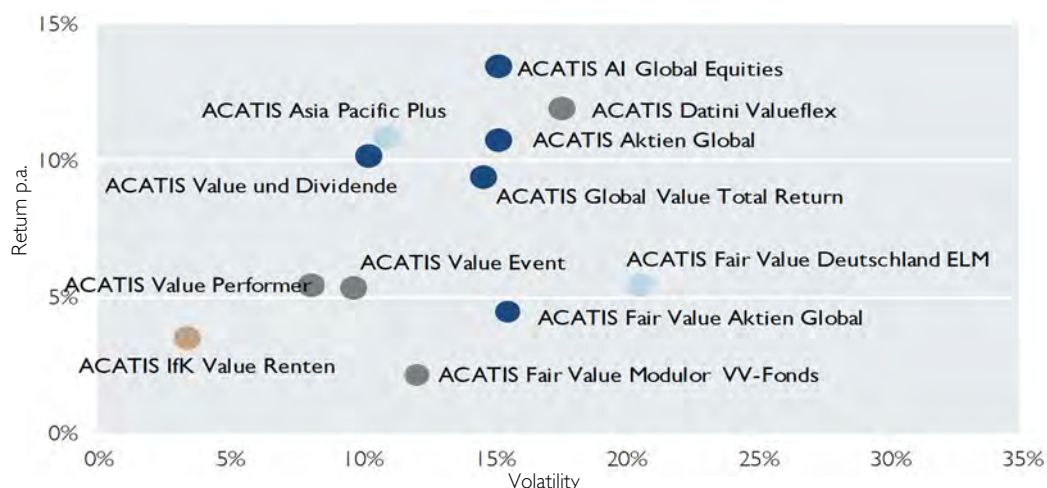 15%
ACATIS AI Global Equities
ACATIS Asia Pacific Plus
ACATIS Datini Valueflex
ACATIS Aktien Global
10%
ACATIS Value und Dividende
ACATIS Global Value Total Return
Return p.a.
ACATIS Value Event
ACATIS Fair Value Deutschland ELM
ACATIS Value Performer
5%
ACATIS Fair Value Aktien Global
ACATIS IfK Value Renten
ACATIS Fair Value Modulor VV-Fonds
0%
0% 5% 10% 15% 20% 25% 30% 35%
Volatility